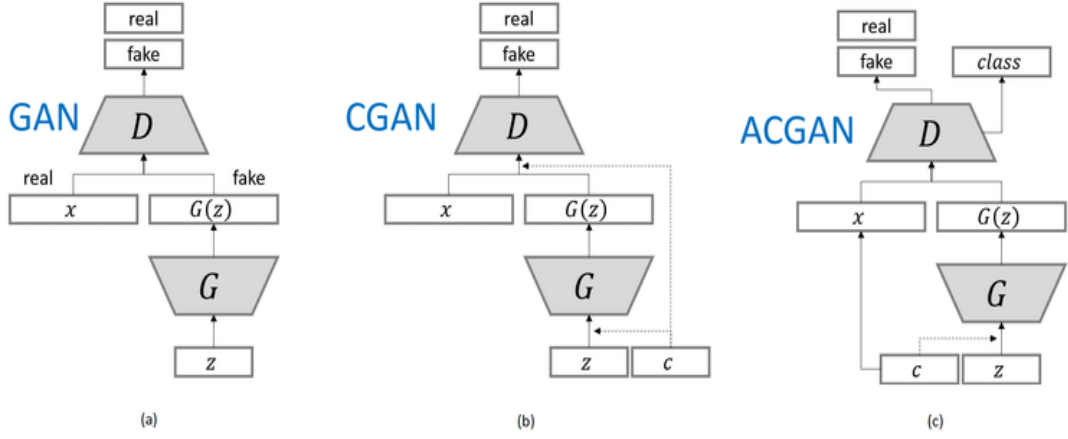 real
fake
GAN
D
real
fake
x
G(z)
G
z
(a)
real
fake
CGAN
D
x
G(z)
G
z
c
(b)
real
fake
class
ACGAN
D
x
G(z)
G
c
z
(c)